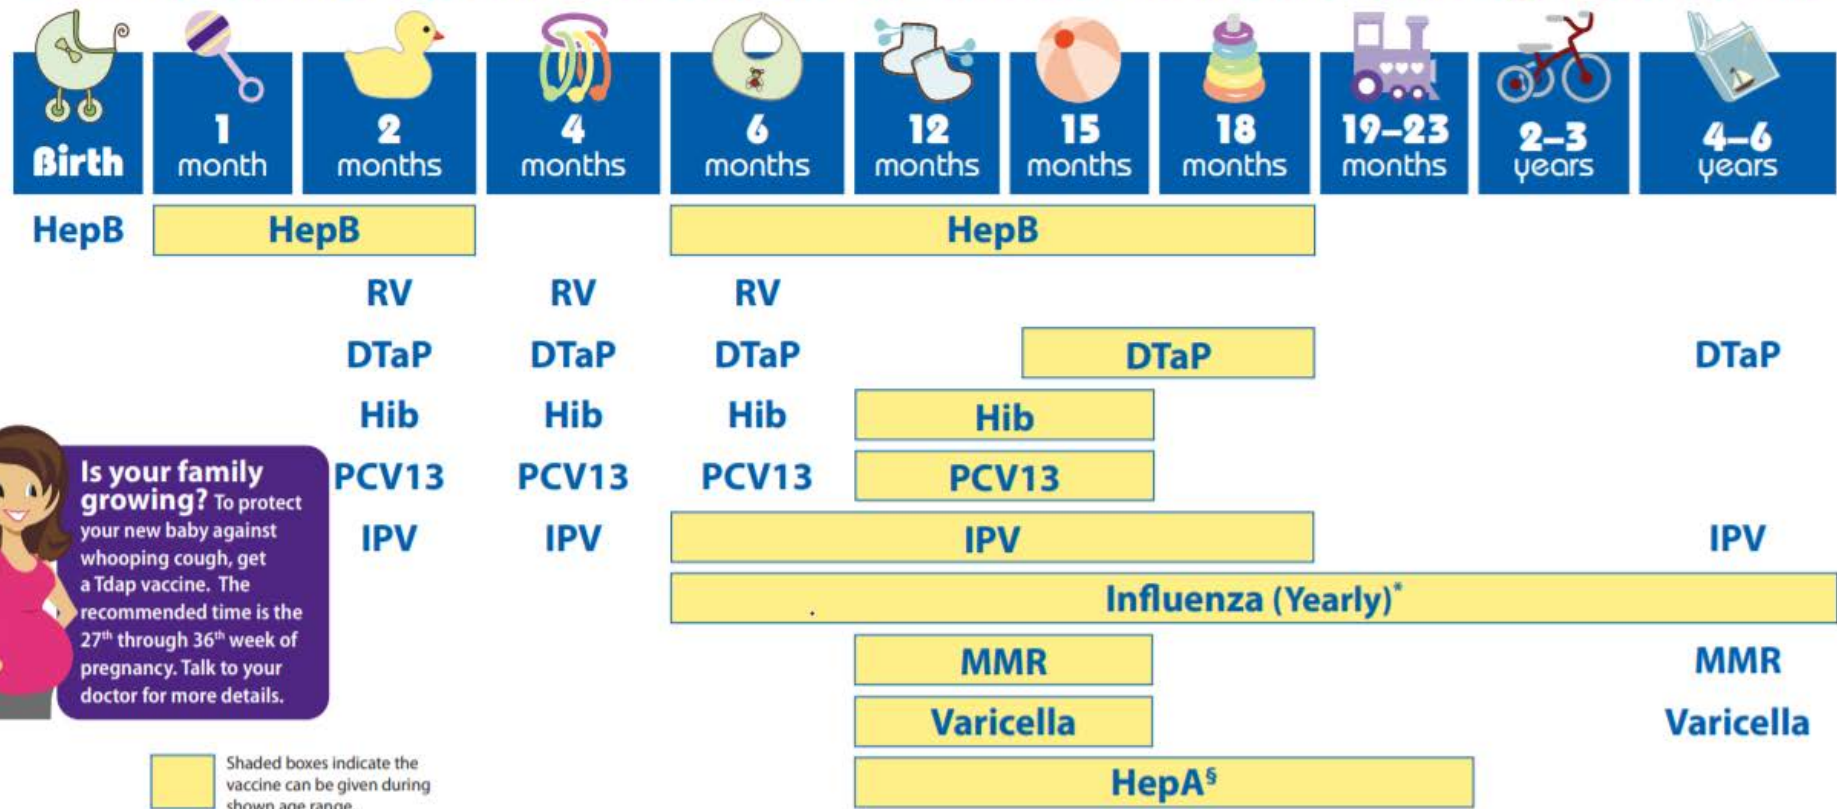 Birth
1 month
2 months
4 months
6 months
12 months
15 months
18 months
19–23 months
2–3 years
4–6 years
HepB HepB HepB
RV RV RV
DTaP DTaP DTaP DTaP DTaP
Hib Hib Hib Hib
PCV13 PCV13 PCV13 PCV13
IPV IPV IPV IPV
Influenza (Yearly)*
MMR MMR
Varicella Varicella
HepA§
Is your family
growing? To protect
your new baby against
whooping cough, get
a Tdap vaccine. The
recommended time is the
27th through 36th week of
pregnancy. Talk to your
doctor for more details.
Shaded boxes indicate the
vaccine can be given during
shown age range